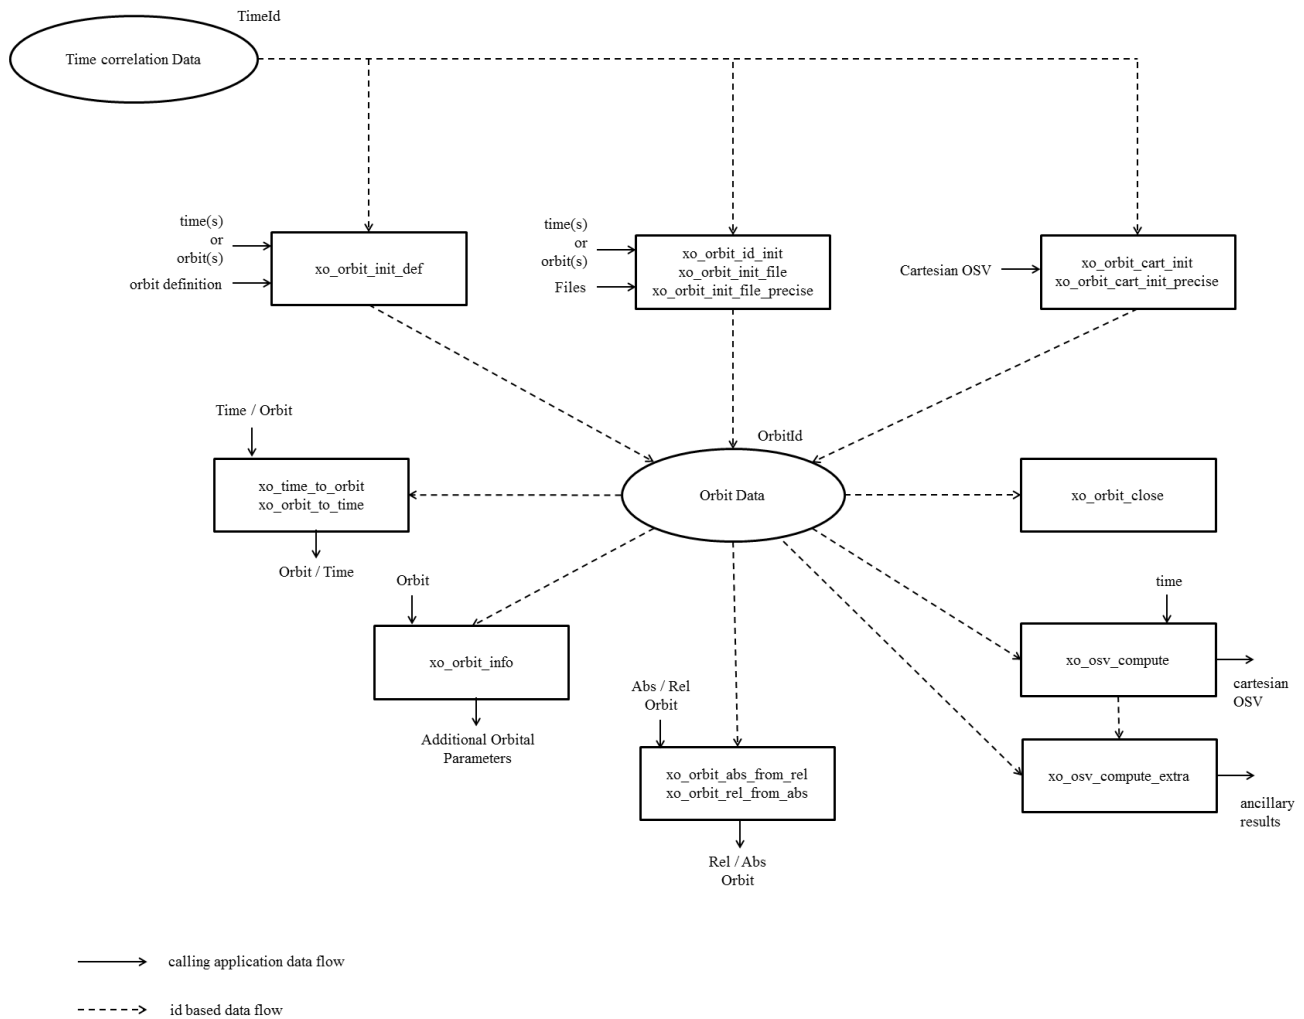 TimeId
Time correlation Data
time(s)
or
orbit(s)
orbit definition
xo_orbit_init_def
time(s)
or
orbit(s)
Files
xo_orbit_id_init
xo_orbit_init_file
xo_orbit_init_file_precise
Cartesian OSV
xo_orbit_cart_init
xo_orbit_cart_init_precise
Time / Orbit
xo_time_to_orbit
xo_orbit_to_time
Orbit / Time
OrbitId
Orbit Data
xo_orbit_close
Orbit
xo_orbit_info
Additional Orbital
Parameters
Abs / Rel
Orbit
xo_orbit_abs_from_rel
xo_orbit_rel_from_abs
Rel / Abs
Orbit
time
xo_osv_compute
cartesian
OSV
xo_osv_compute_extra
ancillary
results
calling application data flow
id based data flow